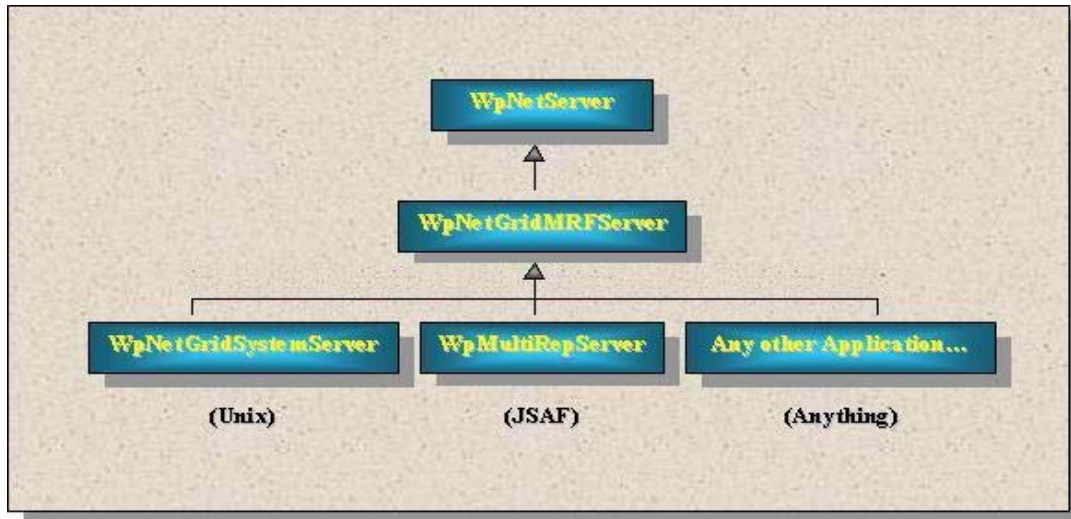 WpNetServer
WpNetGridMRFServer
WpNetGridSystemServer
WpMultiRepServer
Any other Application...
(Unix)
(JSAF)
(Anything)